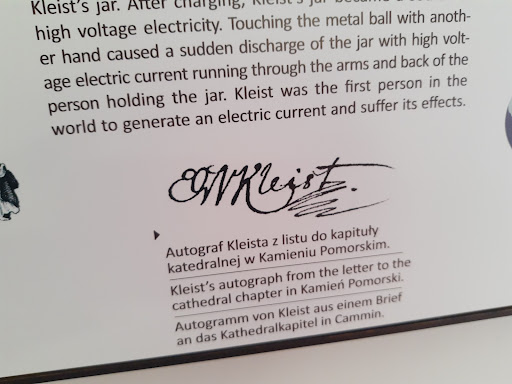 Kleist's jar. After charging, Kleist's jar became a
high voltage electricity. Touching the metal ball with anoth-
er hand caused a sudden discharge of the jar with high volt-
age electric current running through the arms and back of the
person holding the jar. Kleist was the first person in the
world to generate an electric current and suffer its effects.
EGVKleist.
Autograf Kleista z listu do kapituły
katedralnej w Kamieniu Pomorskim.
Kleist's autograph from the letter to the
cathedral chapter in Kamień Pomorski.
Autogramm von Kleist aus einem Brief
an das Kathedralkapitel in Cammin.